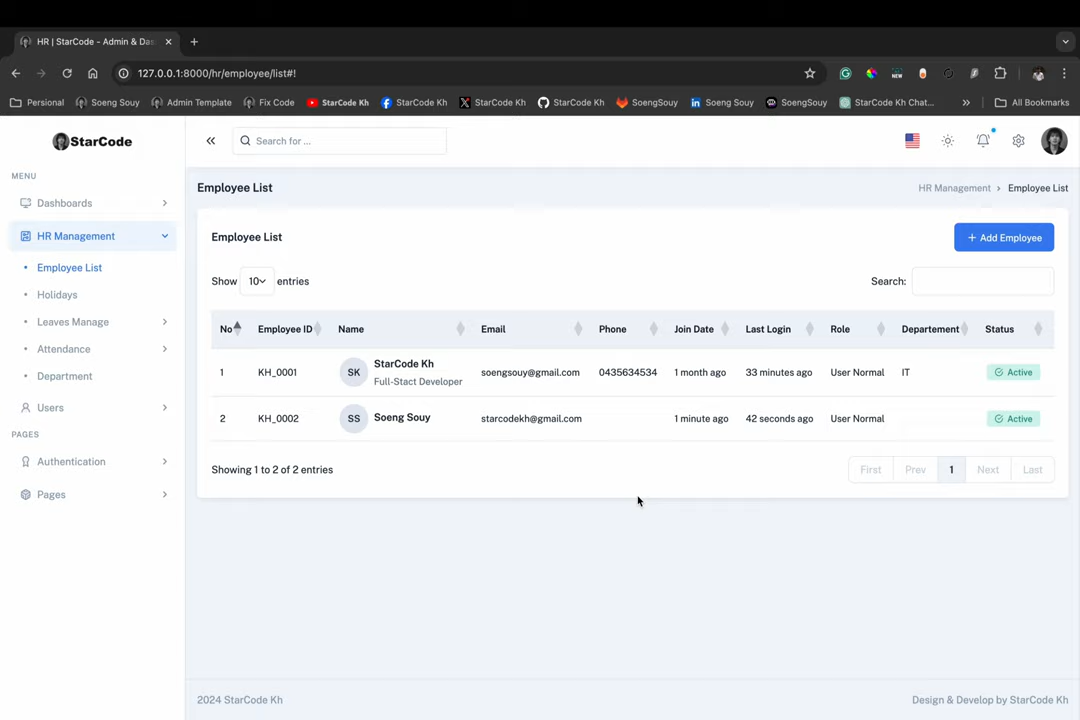 HR | StarCode - Admin & Das
127.0.0.1:8000/hr/employee/list#!
Personal
Soeng Souy
Admin Template
Fix Code
StarCode Kh
StarCode Kh
StarCode Kh
StarCode Kh
SoengSouy
Soeng Souy
SoengSouy
StarCode Kh Chat...
All Bookmarks
StarCode
Search for ...
MENU
Dashboards
HR Management
Employee List
Holidays
Leaves Manage
Attendance
Department
Users
PAGES
Authentication
Pages
Employee List
HR Management > Employee List
Employee List
+ Add Employee
Show 10 entries
Search:
No Employee ID Name Email Phone Join Date Last Login Role Departement Status
1 KH_0001 SK StarCode Kh soengsouy@gmail.com 0435634534 1 month ago 33 minutes ago User Normal IT Active
Full-Stact Developer
2 KH_0002 SS Soeng Souy starcodekh@gmail.com 1 minute ago 42 seconds ago User Normal Active
Showing 1 to 2 of 2 entries
First Prev 1 Next Last
2024 StarCode Kh
Design & Develop by StarCode Kh